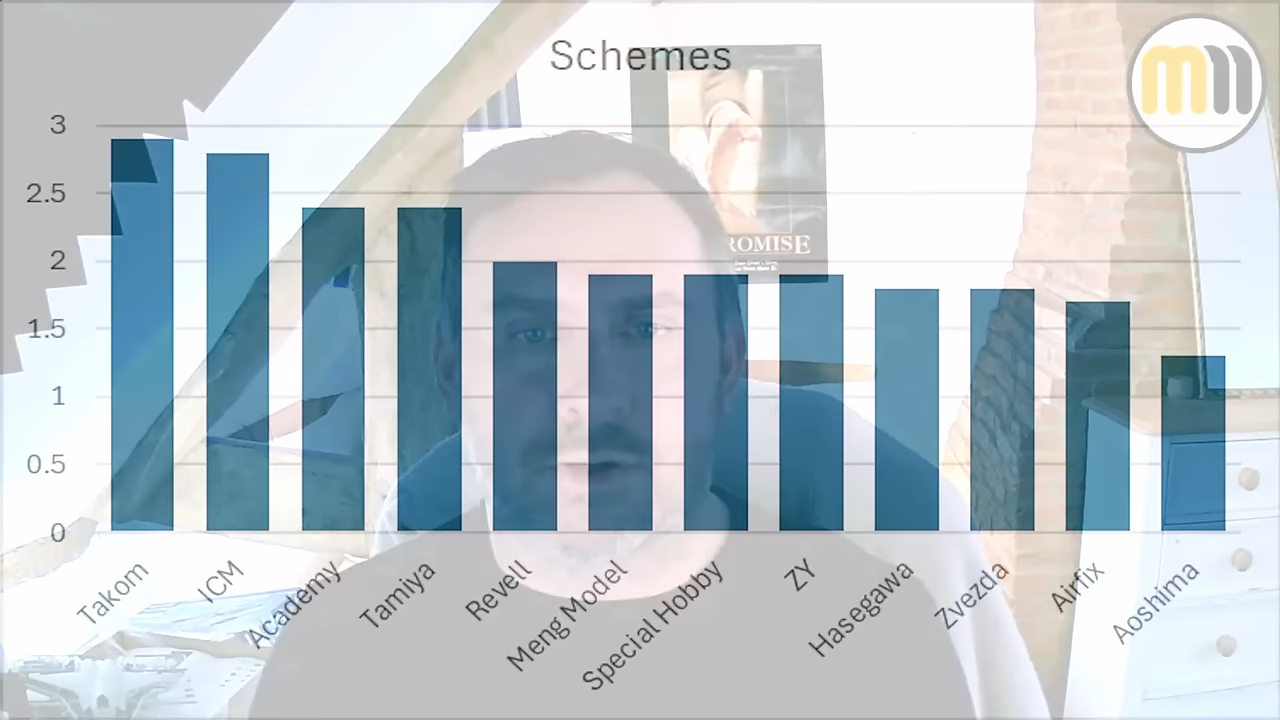 Schemes
m
3
2.5
2
1.5
1
0.5
0
ROMISE
Takom
ICM
Academy
Tamiya
Revell
Meng Model
Special Hobby
ZY
Hasegawa
Zvezda
Airfix
Aoshima